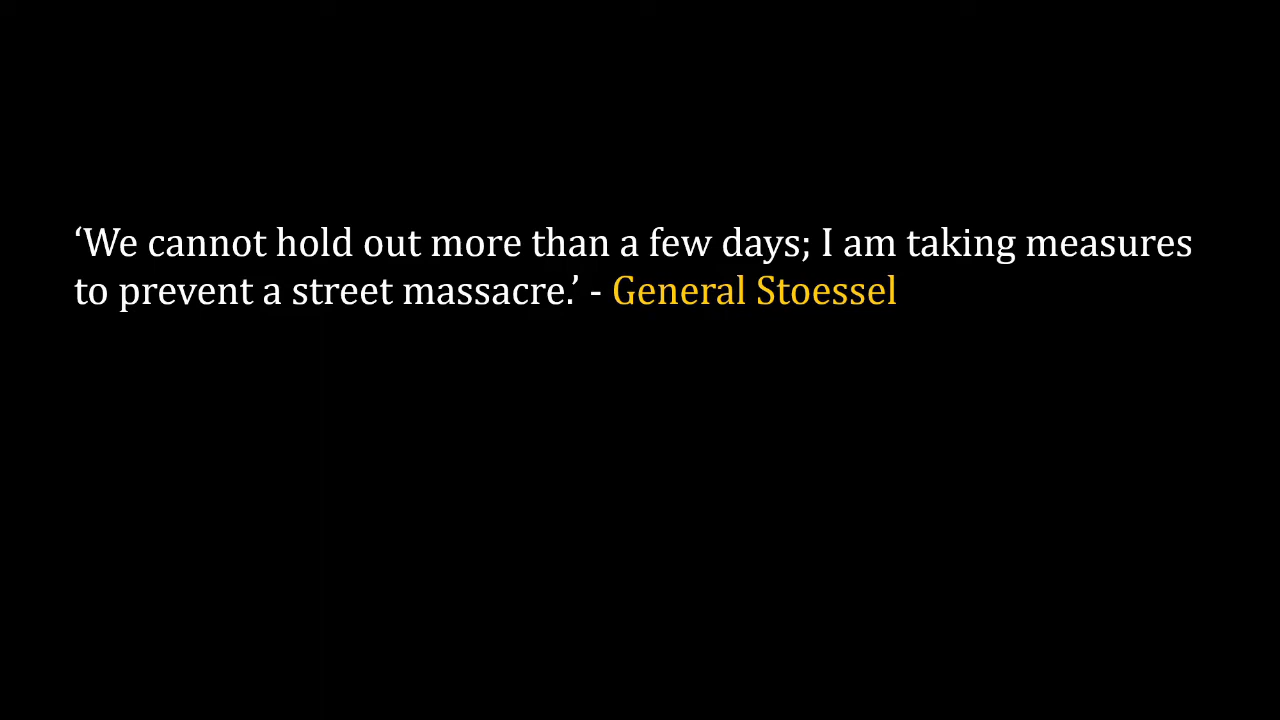 ‘We cannot hold out more than a few days; I am taking measures
to prevent a street massacre.’ - General Stoessel